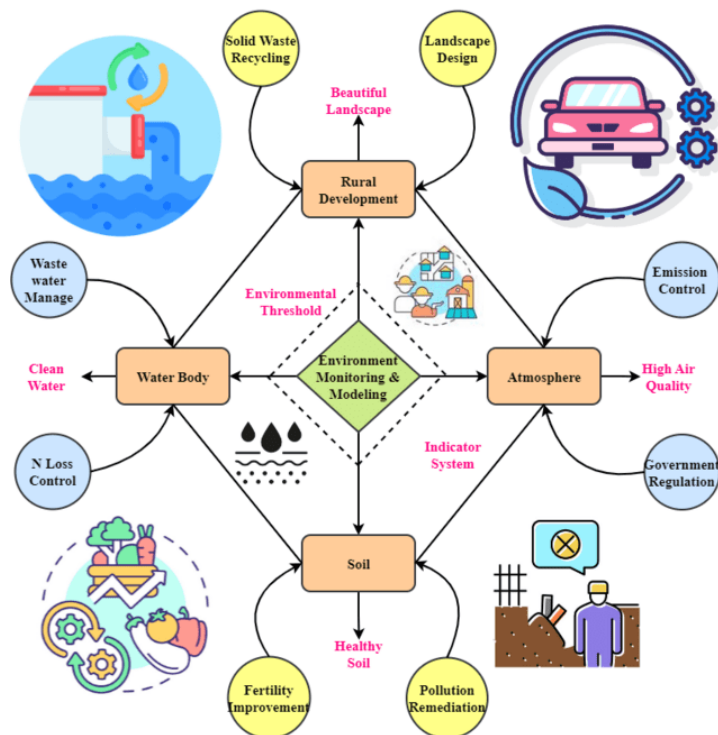 Solid Waste
Recycling
Landscape
Design
Beautiful
Landscape
Rural
Development
Waste
water
Manage
Emission
Control
Environmental
Threshold
Clean
Water
Water Body
Environment
Monitoring &
Modeling
Atmosphere
High Air
Quality
Indicator
System
N Loss
Control
Government
Regulation
Soil
Healthy
Soil
Fertility
Improvement
Pollution
Remediation